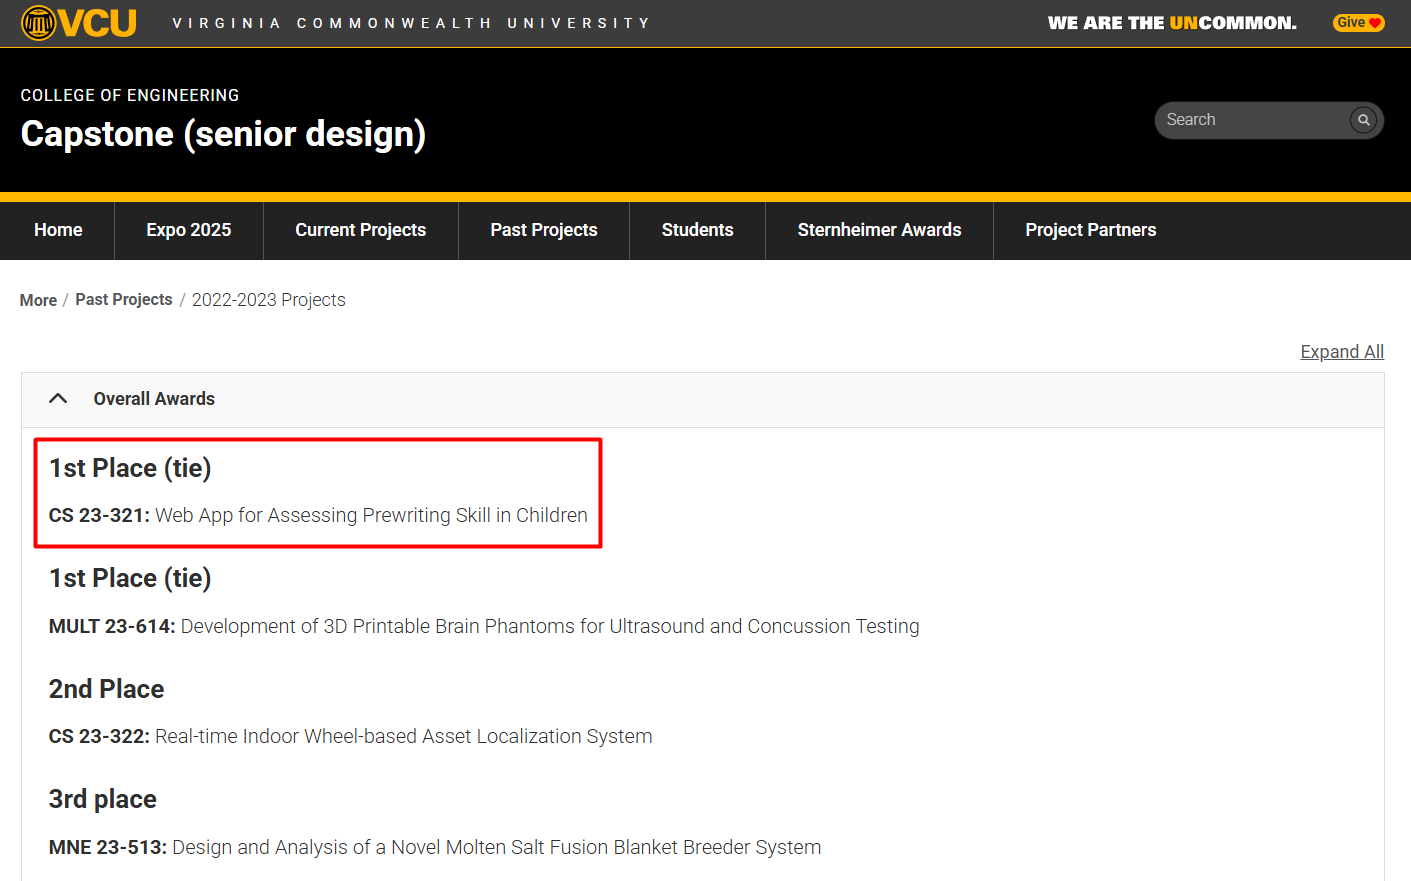 VCU VIRGINIA COMMONWEALTH UNIVERSITY WE ARE THE UNCOMMON. Give
COLLEGE OF ENGINEERING
Capstone (senior design)
Search
Home Expo 2025 Current Projects Past Projects Students Sternheimer Awards Project Partners
More / Past Projects / 2022-2023 Projects
Expand All
Overall Awards
1st Place (tie)
CS 23-321: Web App for Assessing Prewriting Skill in Children
1st Place (tie)
MULT 23-614: Development of 3D Printable Brain Phantoms for Ultrasound and Concussion Testing
2nd Place
CS 23-322: Real-time Indoor Wheel-based Asset Localization System
3rd place
MNE 23-513: Design and Analysis of a Novel Molten Salt Fusion Blanket Breeder System